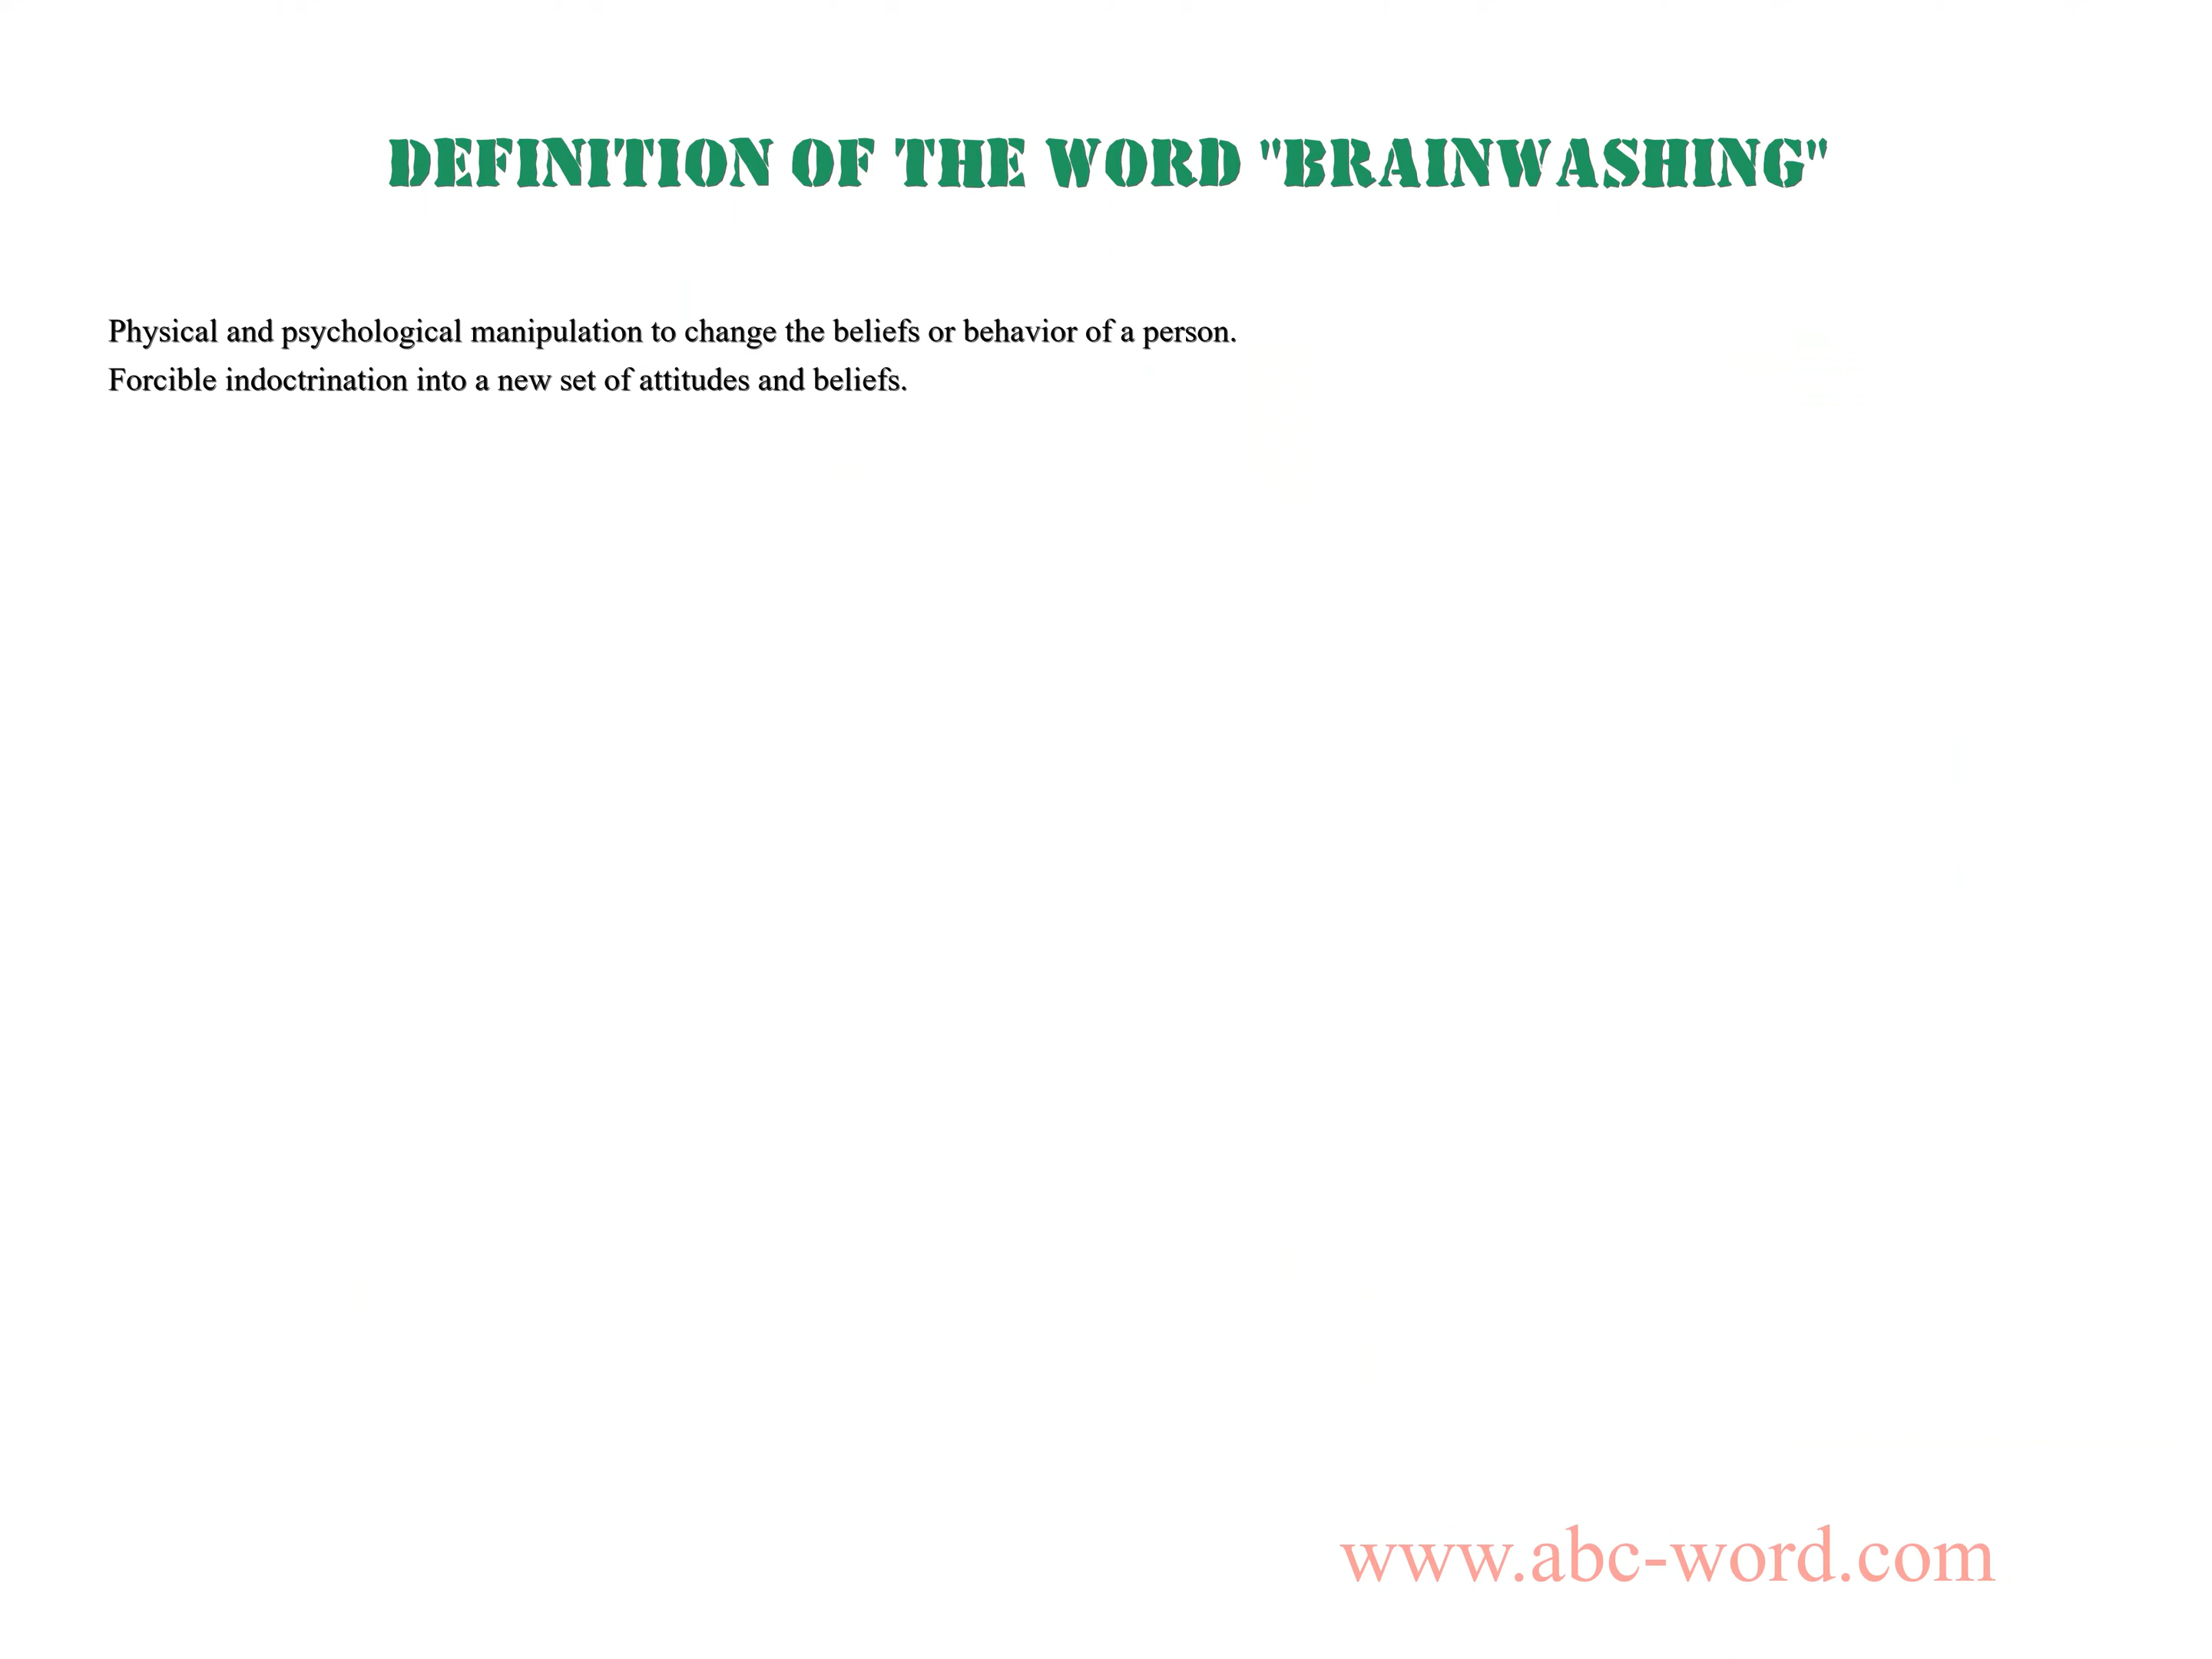 DEFINITION OF THE WORD "BRAINWASHING"
Physical and psychological manipulation to change the beliefs or behavior of a person.
Forcible indoctrination into a new set of attitudes and beliefs.
www.abc-word.com